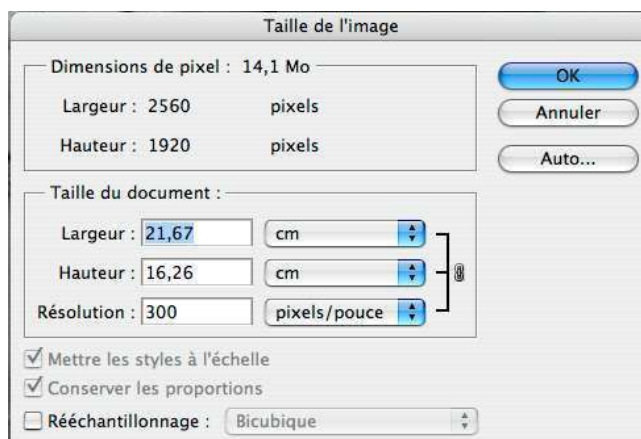 Taille de l'image
Dimensions de pixel : 14,1 Mo
Largeur : 2560 pixels
Hauteur : 1920 pixels
OK
Annuler
Auto...
Taille du document :
Largeur : 21,67 cm
Hauteur : 16,26 cm
Résolution : 300 pixels/pouce
Mettre les styles à l'échelle
Conserver les proportions
Rééchantillonnage : Bicubique